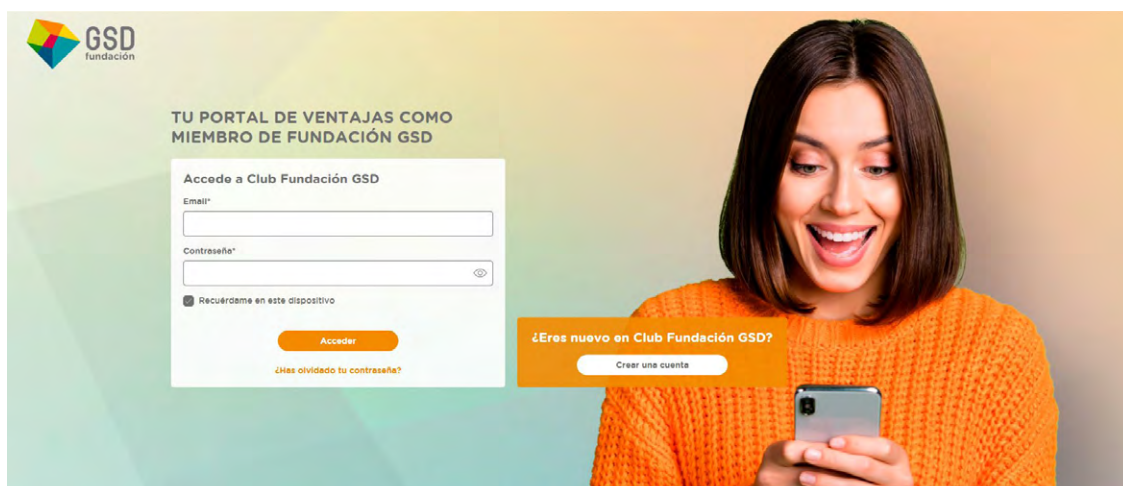 GSD
fundación
TU PORTAL DE VENTAJAS COMO
MIEMBRO DE FUNDACIÓN GSD
Accede a Club Fundación GSD
Email*
Contraseña*
Recuérdame en este dispositivo
Acceder
¿Has olvidado tu contraseña?
¿Eres nuevo en Club Fundación GSD?
Crear una cuenta